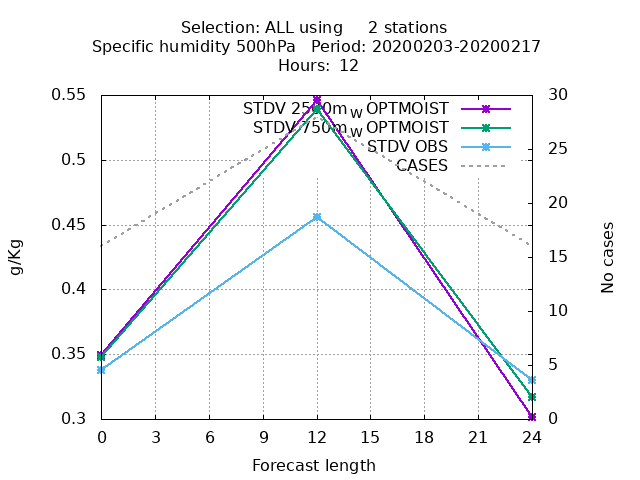 Selection: ALL using 2 stations
Specific humidity 500hPa Period: 20200203-20200217
Hours: 12
0.55
0.5
0.45
0.4
0.35
0.3
g/Kg
STDV 2500m_W OPTMOIST
STDV 750m_W OPTMOIST
STDV OBS
CASES
30
25
20
15
10
5
0
No cases
0 3 6 9 12 15 18 21 24
Forecast length